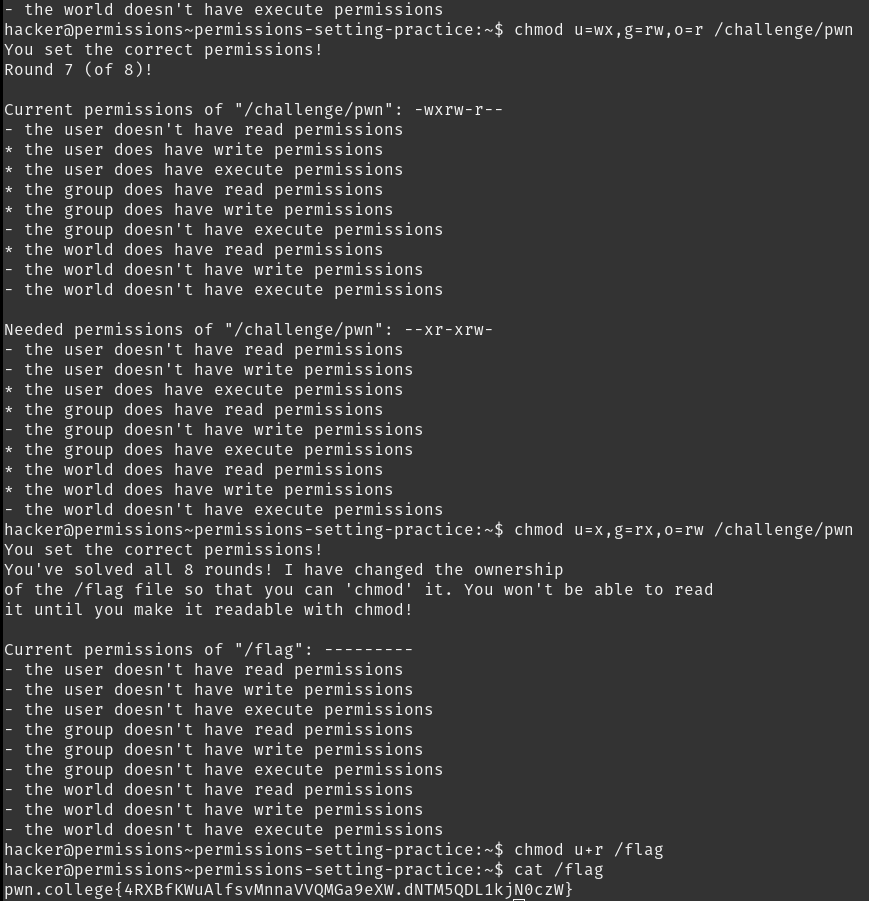 - the world doesn't have execute permissions
hacker@permissions~permissions-setting-practice:~$ chmod u=wx,g=rw,o=r /challenge/pwn
You set the correct permissions!
Round 7 (of 8)!
Current permissions of "/challenge/pwn": -wxrw-r--
- the user doesn't have read permissions
* the user does have write permissions
* the user does have execute permissions
* the group does have read permissions
* the group does have write permissions
- the group doesn't have execute permissions
* the world does have read permissions
- the world doesn't have write permissions
- the world doesn't have execute permissions
Needed permissions of "/challenge/pwn": --xr-xrw-
- the user doesn't have read permissions
- the user doesn't have write permissions
* the user does have execute permissions
* the group does have read permissions
- the group doesn't have write permissions
* the group does have execute permissions
* the world does have read permissions
* the world does have write permissions
- the world doesn't have execute permissions
hacker@permissions~permissions-setting-practice:~$ chmod u=x,g=rx,o=rw /challenge/pwn
You set the correct permissions!
You've solved all 8 rounds! I have changed the ownership
of the /flag file so that you can 'chmod' it. You won't be able to read
it until you make it readable with chmod!
Current permissions of "/flag": ---------
- the user doesn't have read permissions
- the user doesn't have write permissions
- the user doesn't have execute permissions
- the group doesn't have read permissions
- the group doesn't have write permissions
- the group doesn't have execute permissions
- the world doesn't have read permissions
- the world doesn't have write permissions
- the world doesn't have execute permissions
hacker@permissions~permissions-setting-practice:~$ chmod u+r /flag
hacker@permissions~permissions-setting-practice:~$ cat /flag
pwn.college{4RXBfKWuAlfsvMnnaVVQMGa9eXW.dNTM5QDL1kjN0czW}